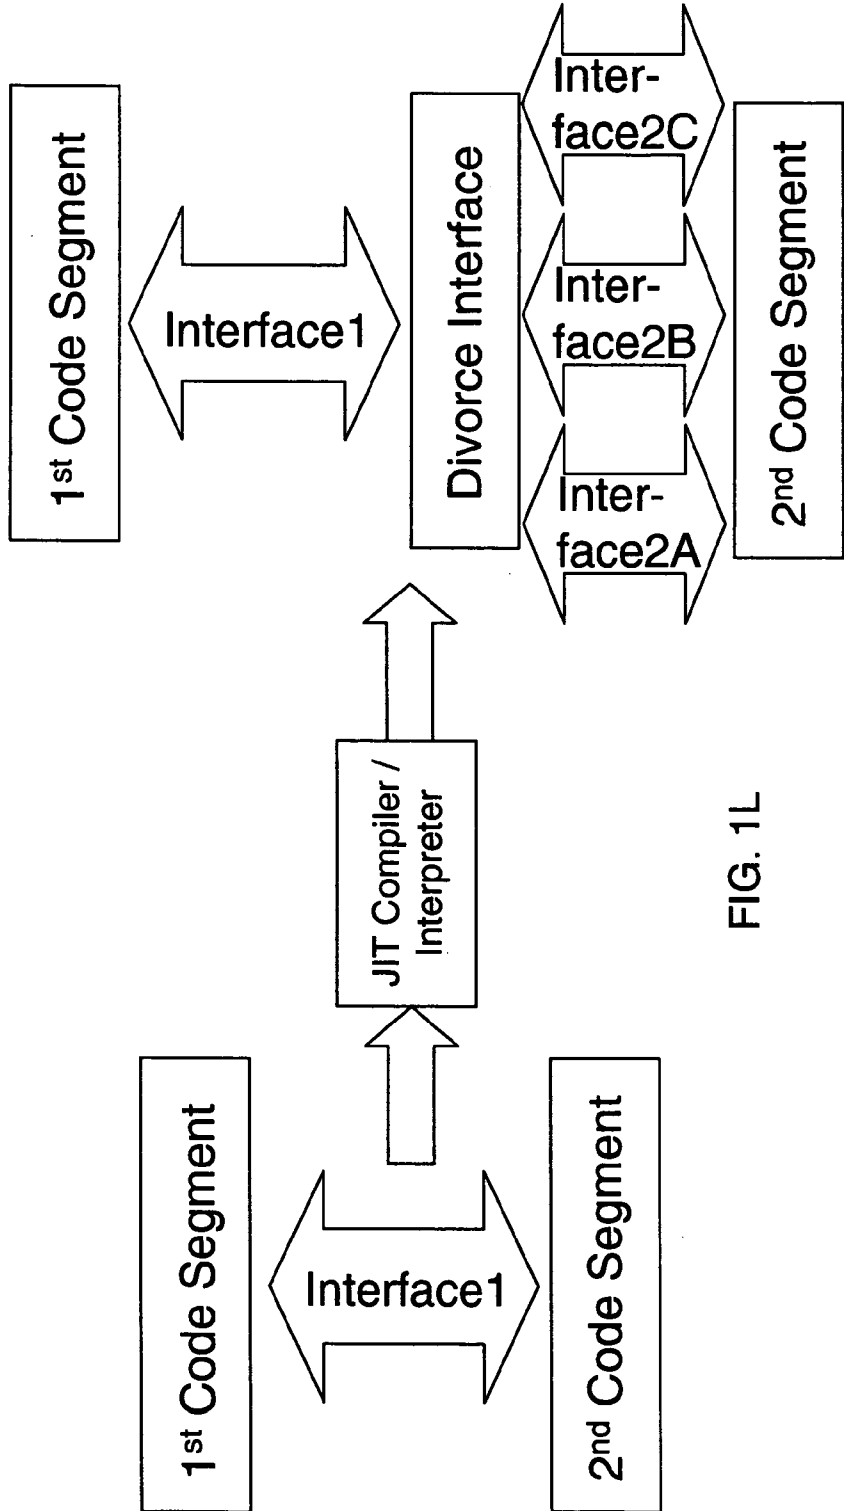 1st Code Segment
Interface1
2nd Code Segment
JIT Compiler /
Interpreter
1st Code Segment
Interface1
Divorce Interface
Inter-
face2A
Inter-
face2B
Inter-
face2C
2nd Code Segment
FIG. 1L